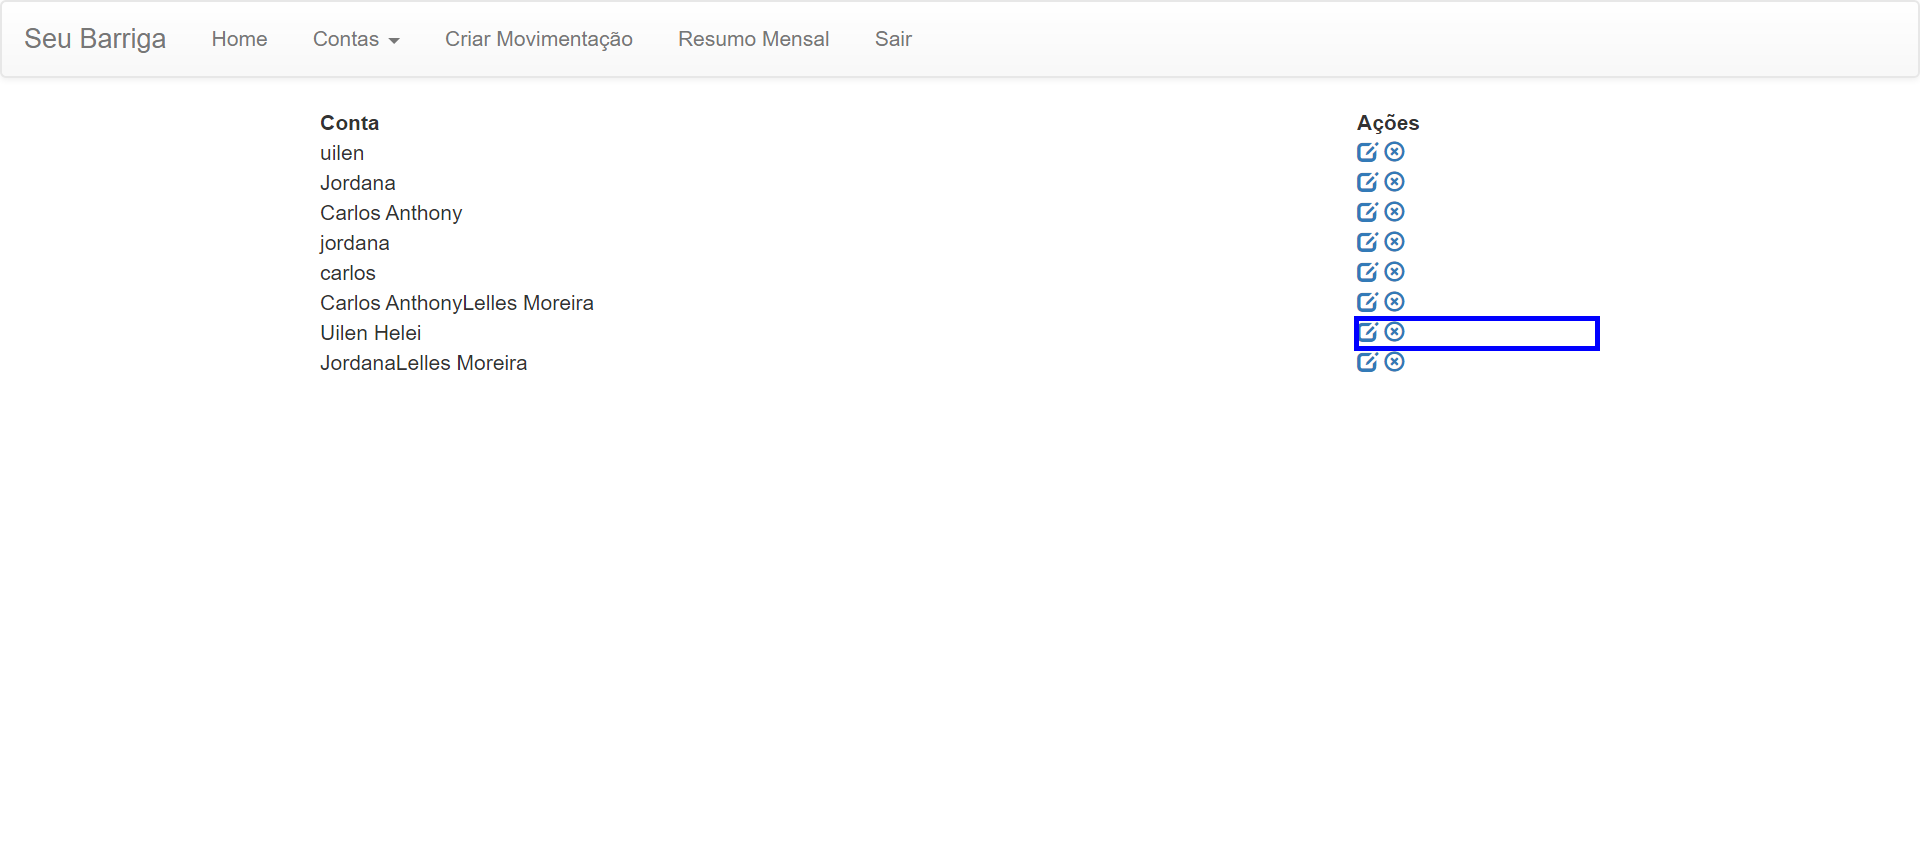 Seu Barriga Home Contas Criar Movimentação Resumo Mensal Sair
Conta Ações
uilen
Jordana
Carlos Anthony
jordana
carlos
Carlos AnthonyLelles Moreira
Uilen Helei
JordanaLelles Moreira